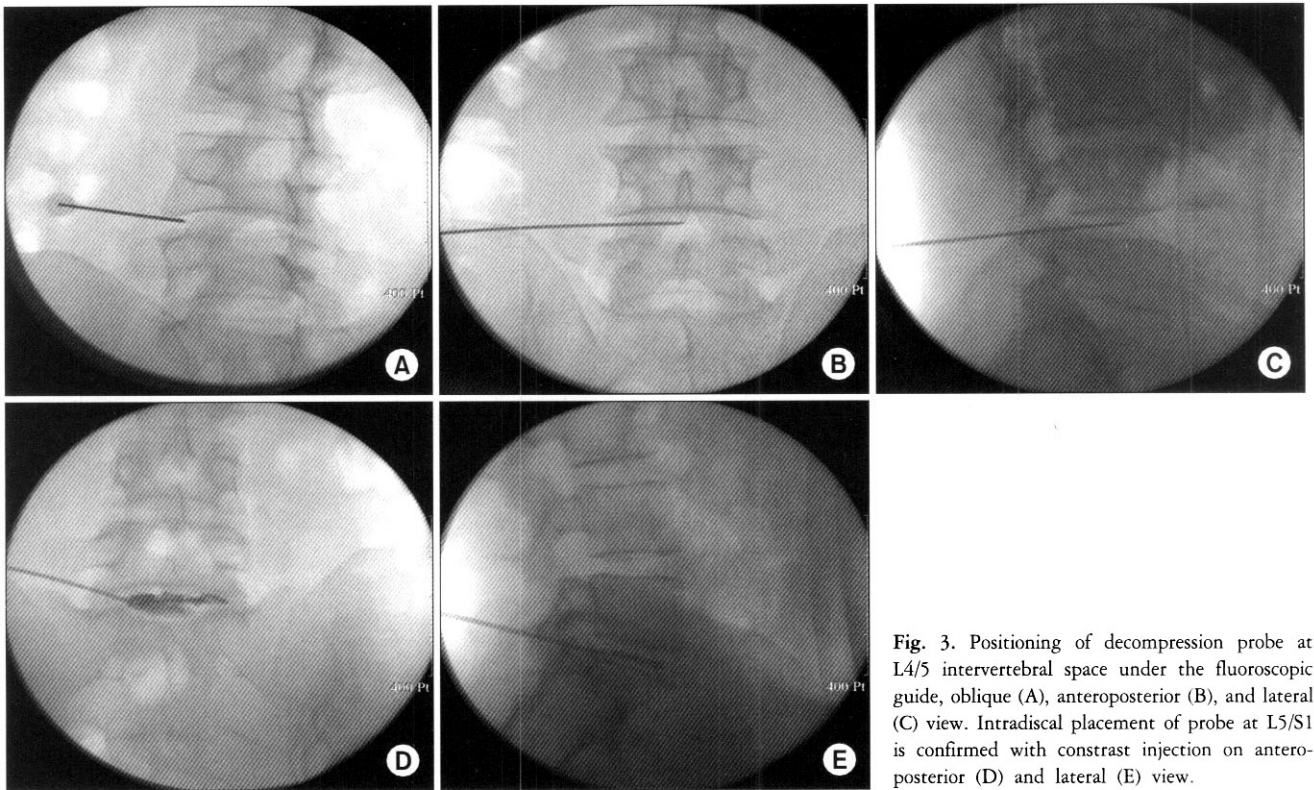 400 Pt
A
400 Pt
B
400 Pt
C
400 Pt
D
400 Pt
E
Fig. 3. Positioning of decompression probe at
L4/5 intervertebral space under the fluoroscopic
guide, oblique (A), anteroposterior (B), and lateral
(C) view. Intradiscal placement of probe at L5/S1
is confirmed with constrast injection on antero-
posterior (D) and lateral (E) view.